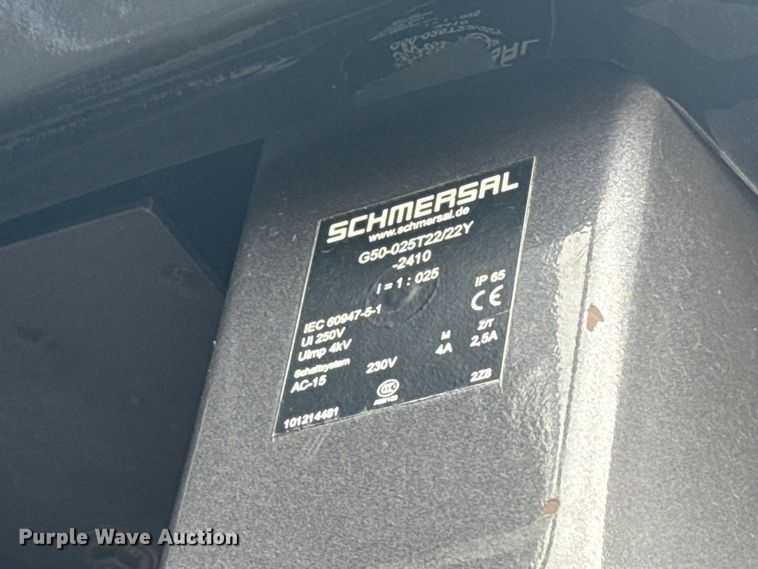 SCHMERSAL
www.schmersal.de
G50-025T22/22Y
-2410
i = 1 : 025
IEC 60947-5-1 IP 65
Ui 250V CE
Uimp 4kV M Z/T
Schaltsystem
AC-15 230V 4A 2,5A
CCC
101214481 2Z8
Purple Wave Auction